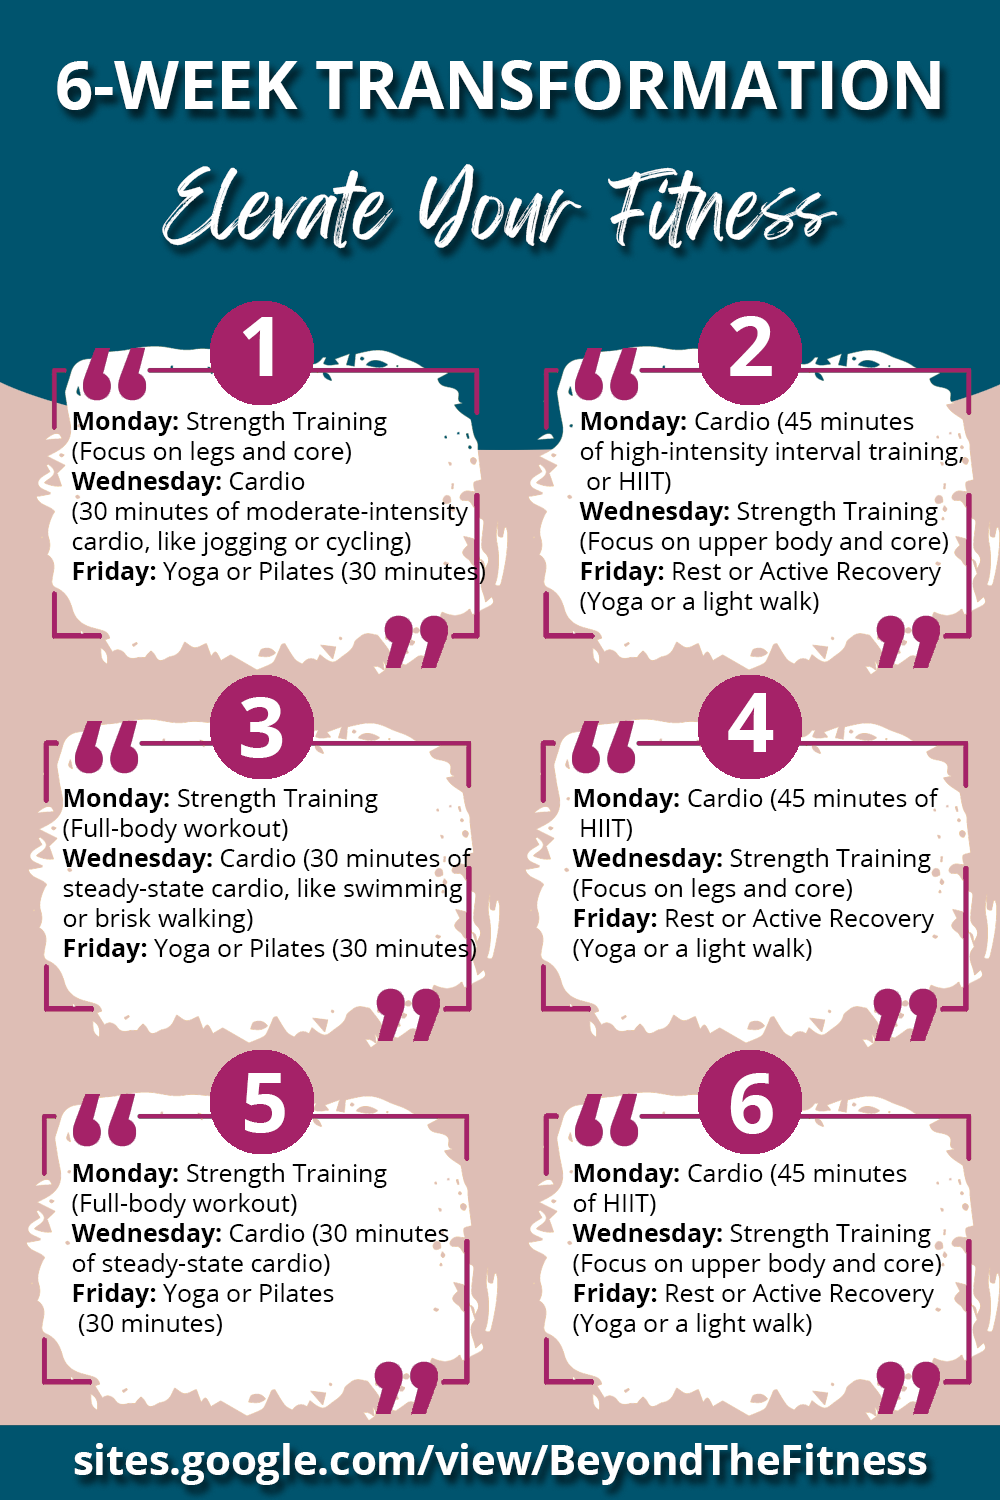 6-WEEK TRANSFORMATION
Elevate Your Fitness
1
Monday: Strength Training
(Focus on legs and core)
Wednesday: Cardio
(30 minutes of moderate-intensity
cardio, like jogging or cycling)
Friday: Yoga or Pilates (30 minutes)
2
Monday: Cardio (45 minutes
of high-intensity interval training,
or HIIT)
Wednesday: Strength Training
(Focus on upper body and core)
Friday: Rest or Active Recovery
(Yoga or a light walk)
3
Monday: Strength Training
(Full-body workout)
Wednesday: Cardio (30 minutes of
steady-state cardio, like swimming
or brisk walking)
Friday: Yoga or Pilates (30 minutes)
4
Monday: Cardio (45 minutes of
HIIT)
Wednesday: Strength Training
(Focus on legs and core)
Friday: Rest or Active Recovery
(Yoga or a light walk)
5
Monday: Strength Training
(Full-body workout)
Wednesday: Cardio (30 minutes
of steady-state cardio)
Friday: Yoga or Pilates
(30 minutes)
6
Monday: Cardio (45 minutes
of HIIT)
Wednesday: Strength Training
(Focus on upper body and core)
Friday: Rest or Active Recovery
(Yoga or a light walk)
sites.google.com/view/BeyondTheFitness